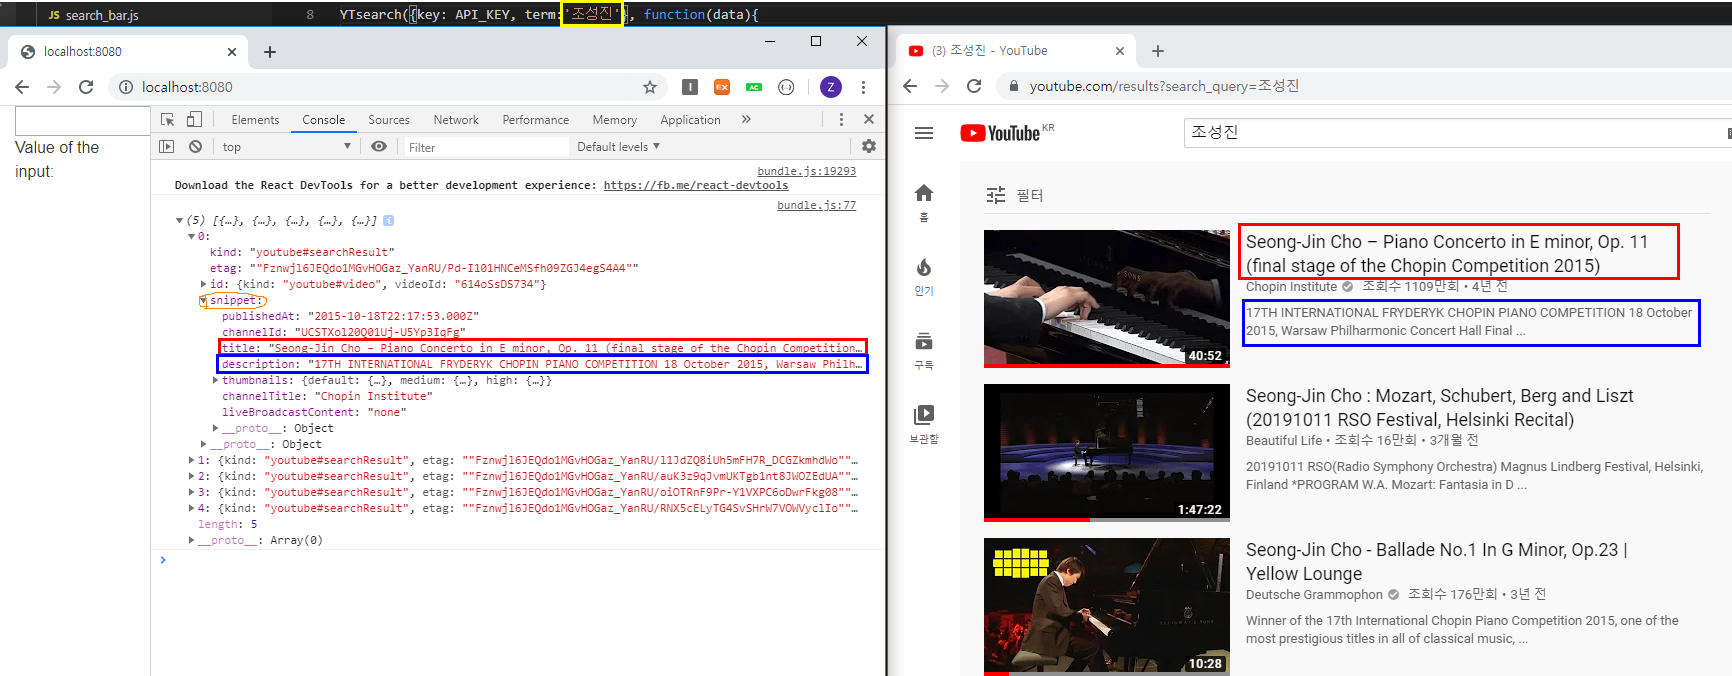 JS search_bar.js
8 YTsearch({key: API_KEY, term:'조성진'}, function(data){
localhost:8080
localhost:8080
Z
Value of the
input:
Elements Console Sources Network Performance Memory Application »
top Filter Default levels
bundle.js:19293
Download the React DevTools for a better development experience: https://fb.me/react-devtools
bundle.js:77
(5) [{…}, {…}, {…}, {…}, {…}]
0:
kind: "youtube#searchResult"
etag: ""Fznwjl6JEQdo1MGvHOGaz_YanRU/Pd-I101HNCeMSfh09ZGJ4egS4A4""
id: {kind: "youtube#video", videoId: "614oSsDS734"}
snippet:
publishedAt: "2015-10-18T22:17:53.000Z"
channelId: "UCSTXol20Q01Uj-U5Yp3IqFg"
title: "Seong-Jin Cho – Piano Concerto in E minor, Op. 11 (final stage of the Chopin Competition…
description: "17TH INTERNATIONAL FRYDERYK CHOPIN PIANO COMPETITION 18 October 2015, Warsaw Philh…
thumbnails: {default: {…}, medium: {…}, high: {…}}
channelTitle: "Chopin Institute"
liveBroadcastContent: "none"
__proto__: Object
__proto__: Object
1: {kind: "youtube#searchResult", etag: ""Fznwjl6JEQdo1MGvHOGaz_YanRU/l1JdZQ8iUh5mFH7R_DCGZkmhdWo""…
2: {kind: "youtube#searchResult", etag: ""Fznwjl6JEQdo1MGvHOGaz_YanRU/auK3z9qJvmUKTgb1nt8JWOZEdUA""…
3: {kind: "youtube#searchResult", etag: ""Fznwjl6JEQdo1MGvHOGaz_YanRU/oiOTRnF9Pr-Y1VXPC6oDwrFkg08""…
4: {kind: "youtube#searchResult", etag: ""Fznwjl6JEQdo1MGvHOGaz_YanRU/RNX5cELyTG4SvSHrW7VOWVyclIo""…
length: 5
__proto__: Array(0)
(3) 조성진 - YouTube
youtube.com/results?search_query=조성진
YouTube KR
조성진
홈
인기
구독
보관함
필터
40:52
Seong-Jin Cho – Piano Concerto in E minor, Op. 11
(final stage of the Chopin Competition 2015)
Chopin Institute 조회수 1109만회 • 4년 전
17TH INTERNATIONAL FRYDERYK CHOPIN PIANO COMPETITION 18 October
2015, Warsaw Philharmonic Concert Hall Final ...
1:47:22
Seong-Jin Cho : Mozart, Schubert, Berg and Liszt
(20191011 RSO Festival, Helsinki Recital)
Beautiful Life • 조회수 16만회 • 3개월 전
20191011 RSO(Radio Symphony Orchestra) Magnus Lindberg Festival, Helsinki,
Finland *PROGRAM W.A. Mozart: Fantasia in D ...
10:28
Seong-Jin Cho - Ballade No.1 In G Minor, Op.23 |
Yellow Lounge
Deutsche Grammophon 조회수 176만회 • 3년 전
Winner of the 17th International Chopin Piano Competition 2015, one of the
most prestigious titles in all of classical music, ...